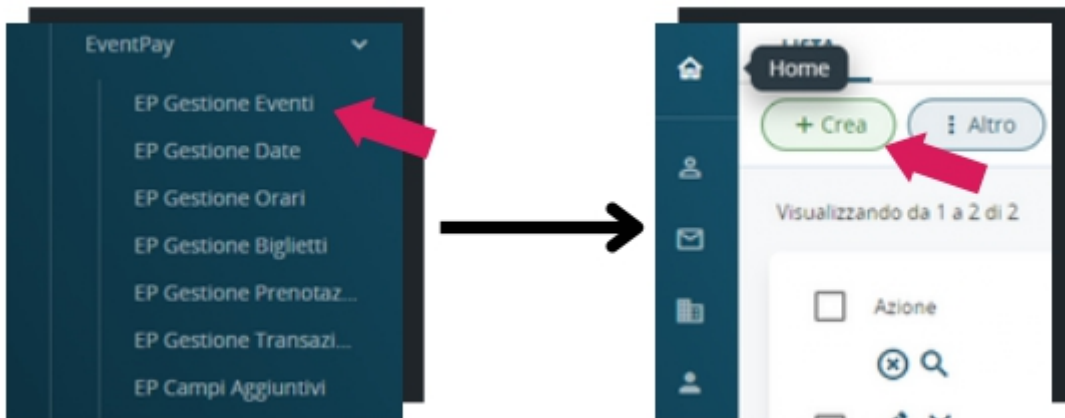 EventPay
EP Gestione Eventi
EP Gestione Date
EP Gestione Orari
EP Gestione Biglietti
EP Gestione Prenotaz...
EP Gestione Transazi...
EP Campi Aggiuntivi
LISTA
Home
+ Crea
Altro
Visualizzando da 1 a 2 di 2
Azione